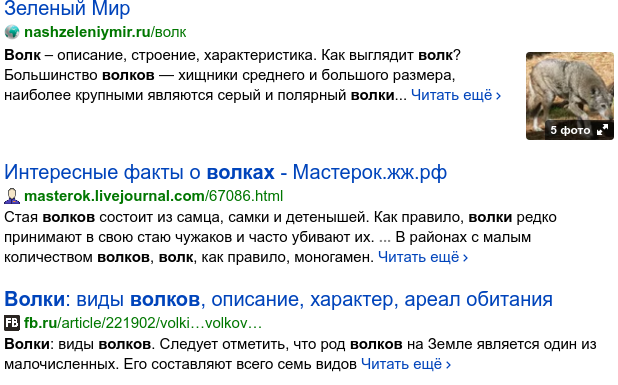 Зеленый Мир
nashzeleniymir.ru/волк
Волк – описание, строение, характеристика. Как выглядит волк?
Большинство волков — хищники среднего и большого размера,
наиболее крупными являются серый и полярный волки... Читать ещё ›
5 фото
Интересные факты о волках - Мастерок.жж.рф
masterok.livejournal.com/67086.html
Стая волков состоит из самца, самки и детенышей. Как правило, волки редко
принимают в свою стаю чужаков и часто убивают их. ... В районах с малым
количеством волков, волк, как правило, моногамен. Читать ещё ›
Волки: виды волков, описание, характер, ареал обитания
FB fb.ru/article/221902/volki…volkov…
Волки: виды волков. Следует отметить, что род волков на Земле является один из
малочисленных. Его составляют всего семь видов Читать ещё ›